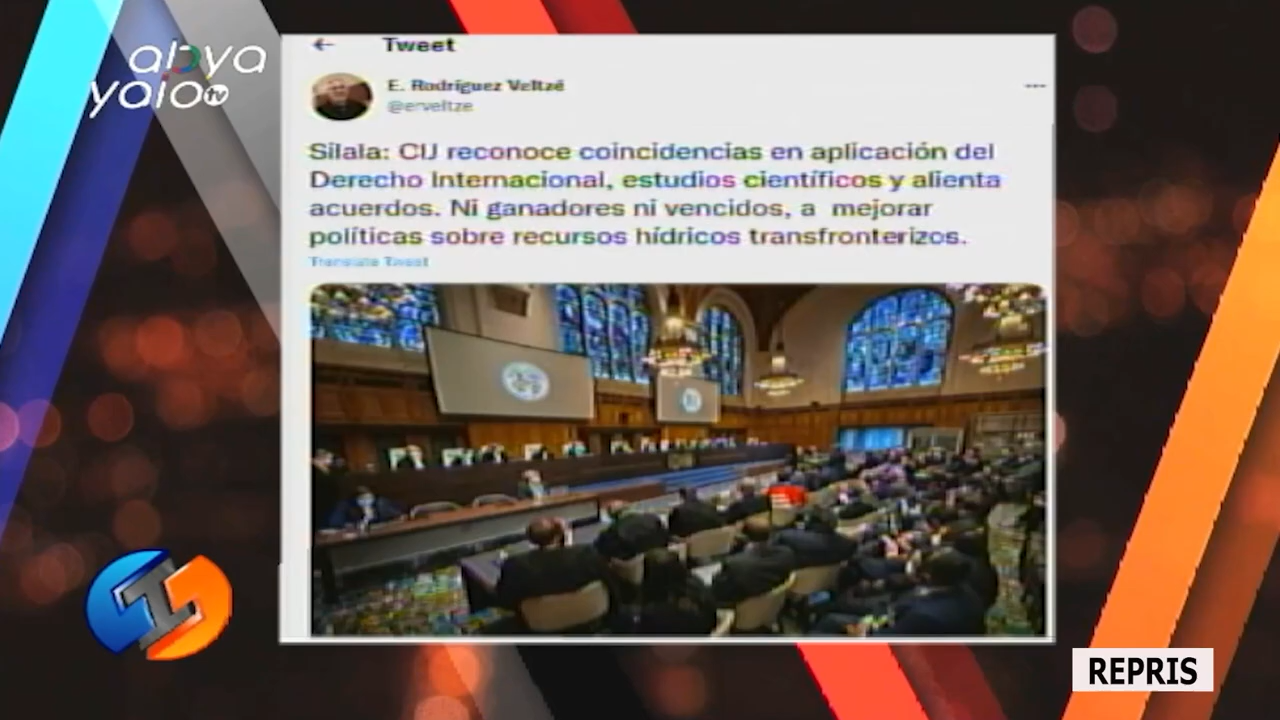 abya
yala tv
Tweet
E. Rodríguez Veltzé
@erveltze
Silala: CIJ reconoce coincidencias en aplicación del
Derecho Internacional, estudios científicos y alienta
acuerdos. Ni ganadores ni vencidos, a mejorar
políticas sobre recursos hídricos transfronterizos.
Translate Tweet
REPRIS